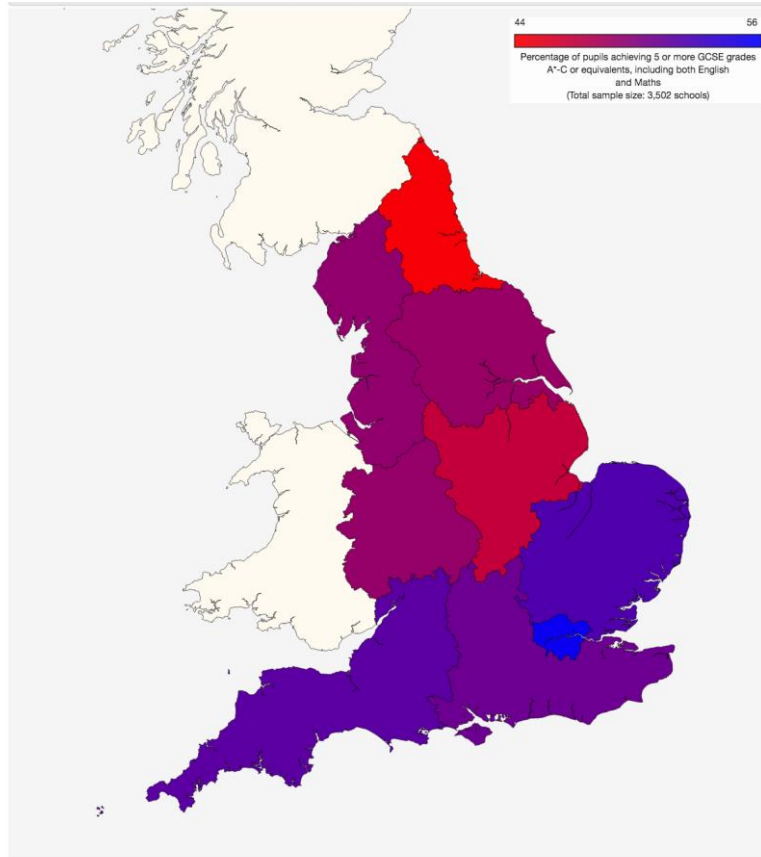 44 56
Percentage of pupils achieving 5 or more GCSE grades
A*-C or equivalents, including both English
and Maths
(Total sample size: 3,502 schools)